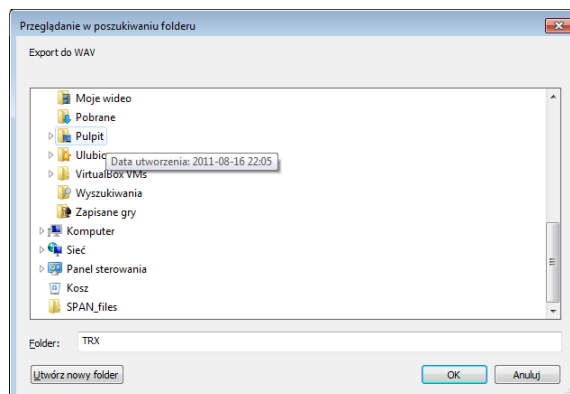 Przeglądanie w poszukiwaniu folderu
Export do WAV
Moje wideo
Pobrane
Pulpit
Ulubio
Data utworzenia: 2011-08-16 22:05
VirtualBox VMs
Wyszukiwania
Zapisane gry
Komputer
Sieć
Panel sterowania
Kosz
SPAN_files
Folder: TRX
Utwórz nowy folder OK Anuluj